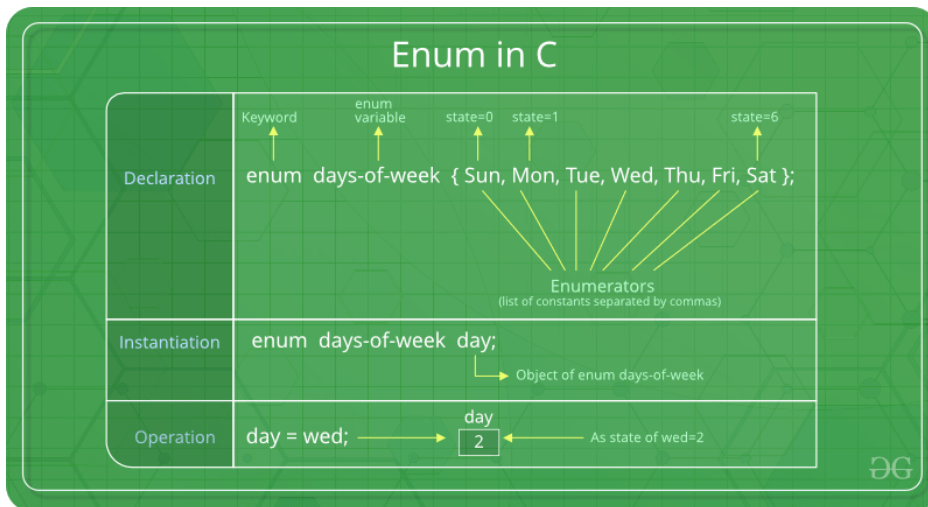 Enum in C
Keyword
enum
variable
state=0
state=1
state=6
Declaration
enum days-of-week { Sun, Mon, Tue, Wed, Thu, Fri, Sat };
Enumerators
(list of constants separated by commas)
Instantiation
enum days-of-week day;
Object of enum days-of-week
Operation
day = wed;
day
2
As state of wed=2